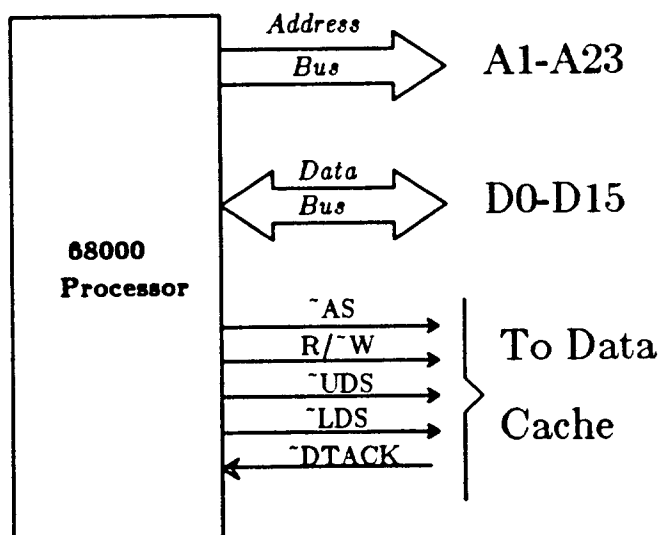 Address
Bus
A1-A23
Data
Bus
D0-D15
68000
Processor
~AS
R/~W
~UDS
~LDS
~DTACK
To Data
Cache